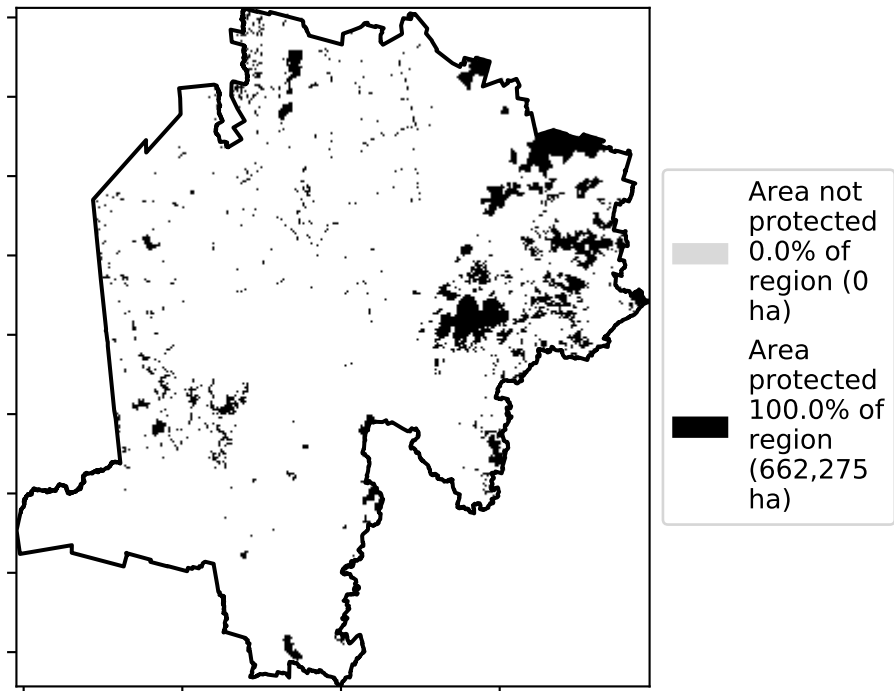 Area not
protected
0.0% of
region (0
ha)
Area
protected
100.0% of
region
(662,275
ha)